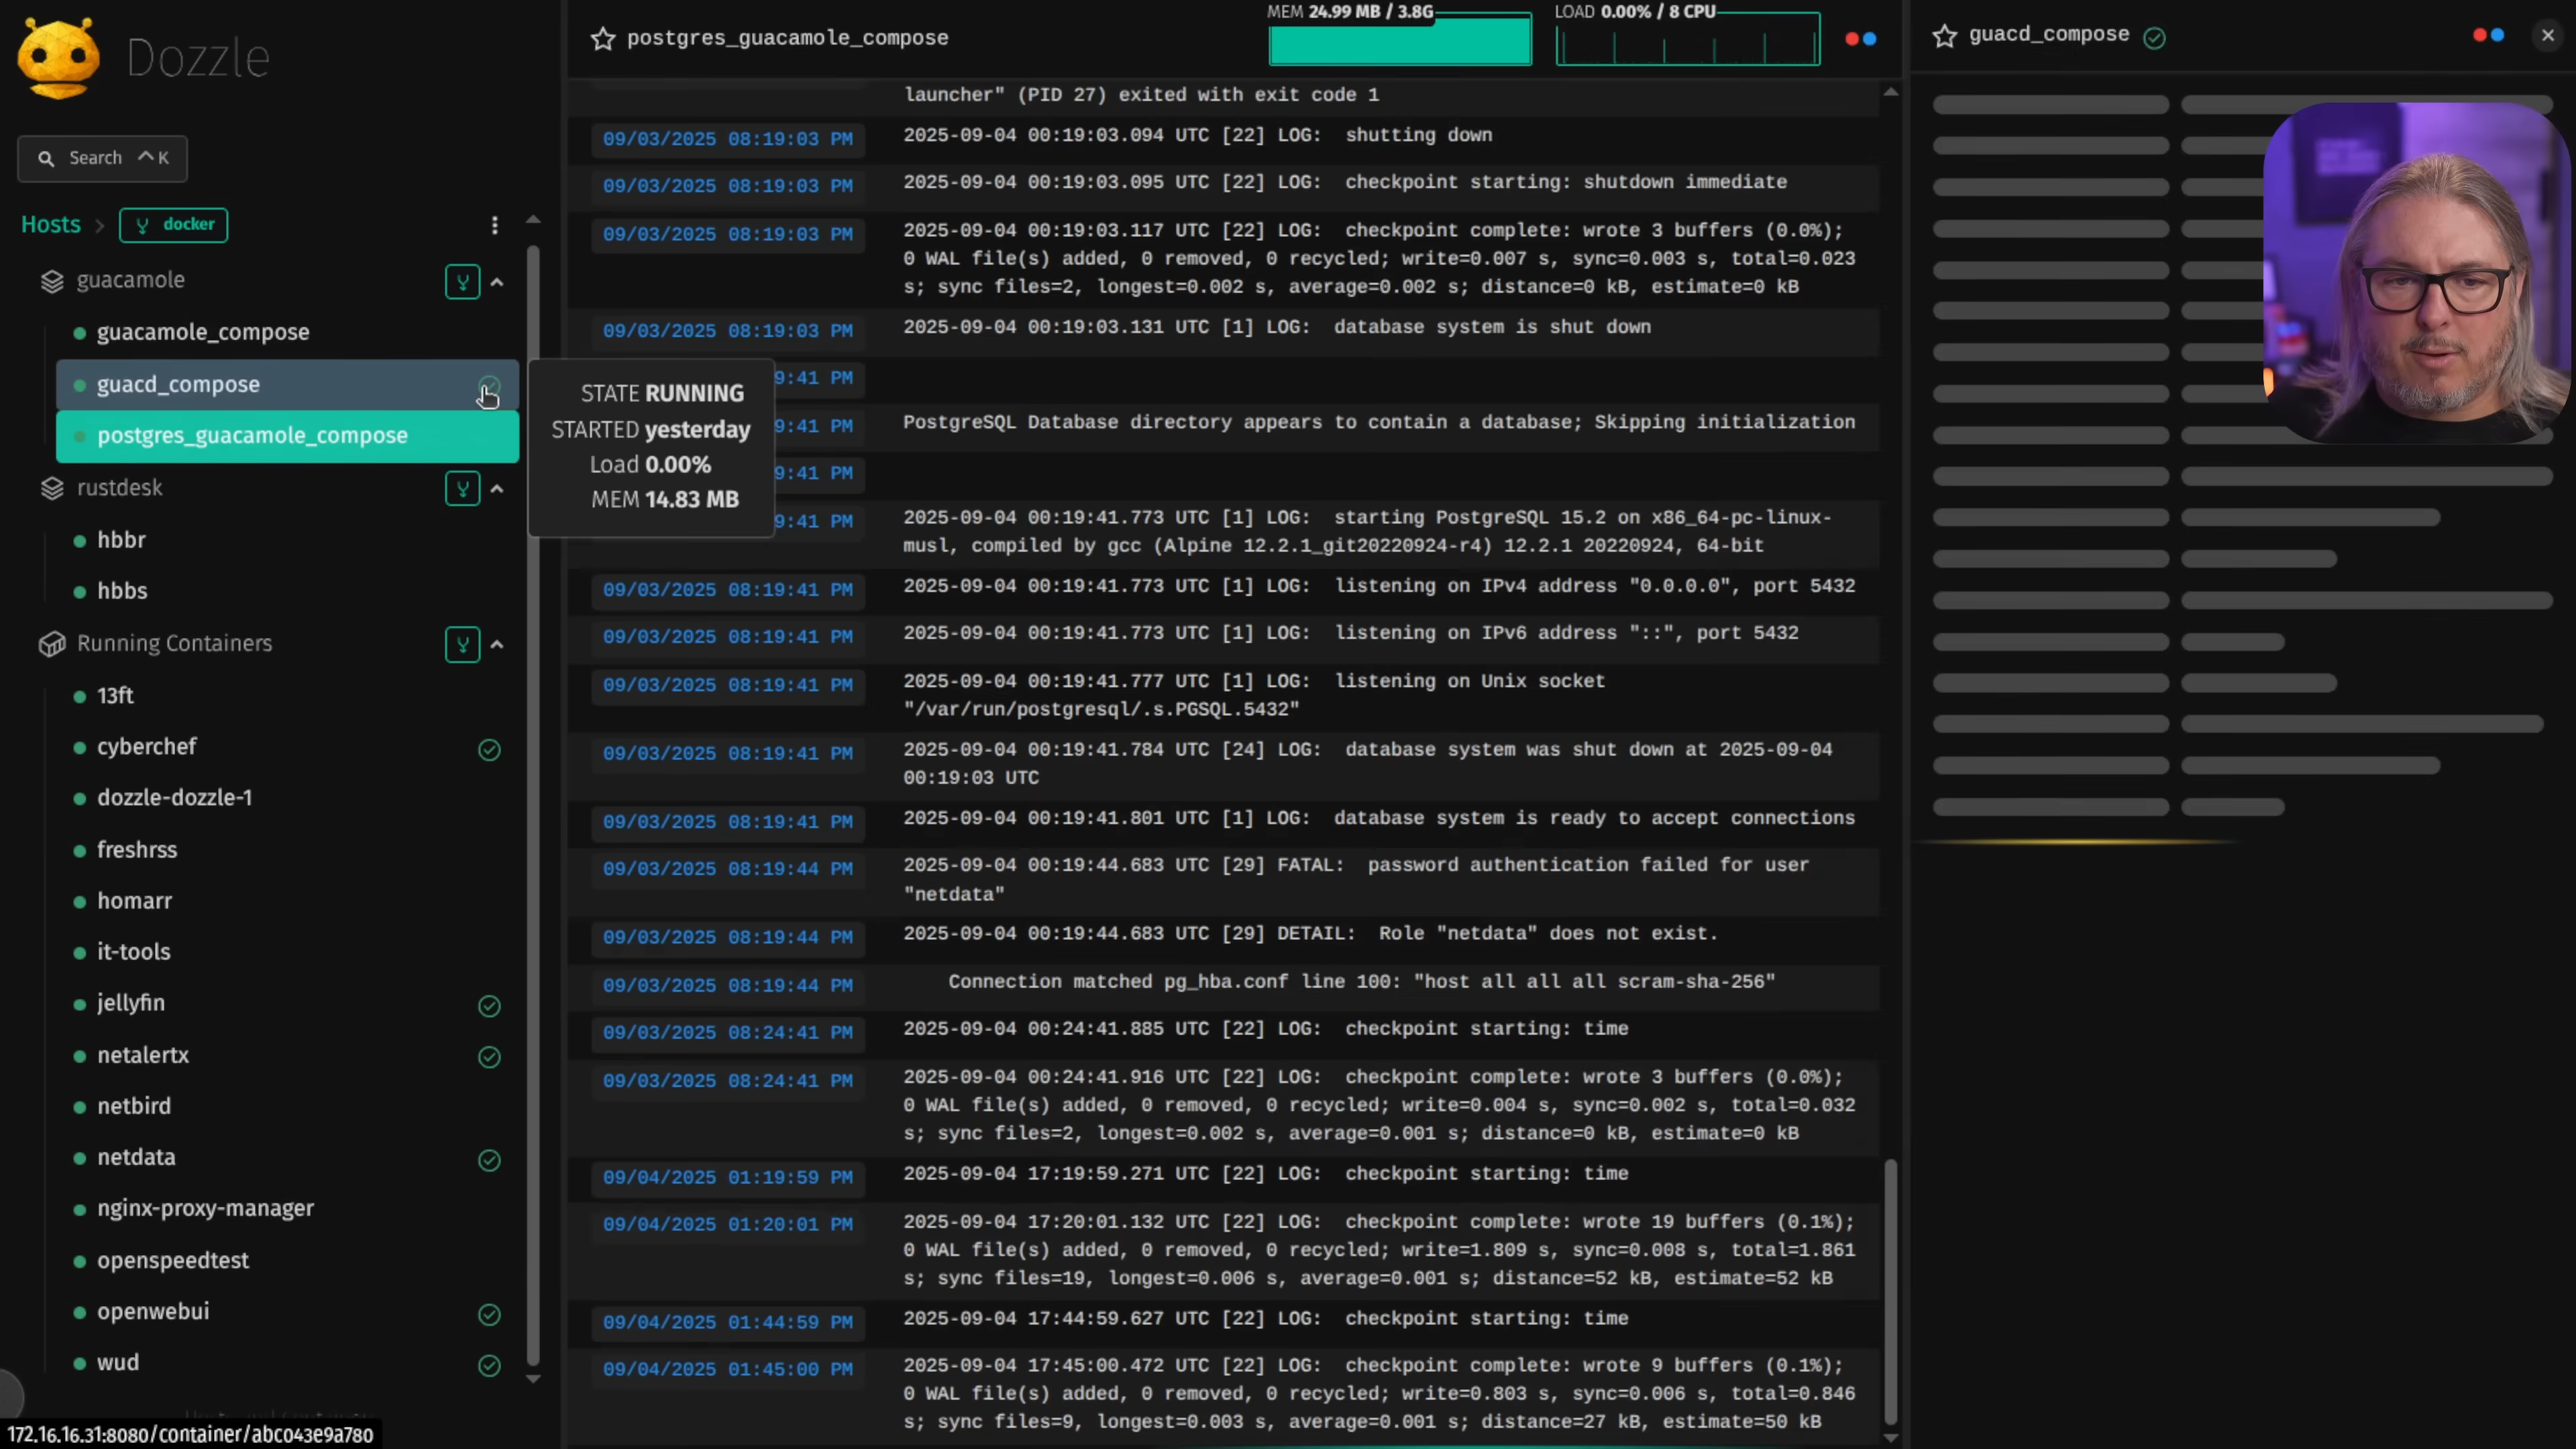 Dozzle
Search ^ K
Hosts > docker
guacamole
guacamole_compose
guacd_compose
postgres_guacamole_compose
rustdesk
hbbr
hbbs
Running Containers
13ft
cyberchef
dozzle-dozzle-1
freshrss
homarr
it-tools
jellyfin
netalertx
netbird
netdata
nginx-proxy-manager
openspeedtest
openwebui
wud
172.16.16.31:8080/container/abc043e9a780
STATE RUNNING
STARTED yesterday
Load 0.00%
MEM 14.83 MB
postgres_guacamole_compose
MEM 24.99 MB / 3.8G
LOAD 0.00% / 8 CPU
launcher" (PID 27) exited with exit code 1
09/03/2025 08:19:03 PM 2025-09-04 00:19:03.094 UTC [22] LOG: shutting down
09/03/2025 08:19:03 PM 2025-09-04 00:19:03.095 UTC [22] LOG: checkpoint starting: shutdown immediate
09/03/2025 08:19:03 PM 2025-09-04 00:19:03.117 UTC [22] LOG: checkpoint complete: wrote 3 buffers (0.0%);
0 WAL file(s) added, 0 removed, 0 recycled; write=0.007 s, sync=0.003 s, total=0.023
s; sync files=2, longest=0.002 s, average=0.002 s; distance=0 kB, estimate=0 kB
09/03/2025 08:19:03 PM 2025-09-04 00:19:03.131 UTC [1] LOG: database system is shut down
9:41 PM
9:41 PM PostgreSQL Database directory appears to contain a database; Skipping initialization
9:41 PM
9:41 PM 2025-09-04 00:19:41.773 UTC [1] LOG: starting PostgreSQL 15.2 on x86_64-pc-linux-
musl, compiled by gcc (Alpine 12.2.1_git20220924-r4) 12.2.1 20220924, 64-bit
09/03/2025 08:19:41 PM 2025-09-04 00:19:41.773 UTC [1] LOG: listening on IPv4 address "0.0.0.0", port 5432
09/03/2025 08:19:41 PM 2025-09-04 00:19:41.773 UTC [1] LOG: listening on IPv6 address "::", port 5432
09/03/2025 08:19:41 PM 2025-09-04 00:19:41.777 UTC [1] LOG: listening on Unix socket
"/var/run/postgresql/.s.PGSQL.5432"
09/03/2025 08:19:41 PM 2025-09-04 00:19:41.784 UTC [24] LOG: database system was shut down at 2025-09-04
00:19:03 UTC
09/03/2025 08:19:41 PM 2025-09-04 00:19:41.801 UTC [1] LOG: database system is ready to accept connections
09/03/2025 08:19:44 PM 2025-09-04 00:19:44.683 UTC [29] FATAL: password authentication failed for user
"netdata"
09/03/2025 08:19:44 PM 2025-09-04 00:19:44.683 UTC [29] DETAIL: Role "netdata" does not exist.
09/03/2025 08:19:44 PM Connection matched pg_hba.conf line 100: "host all all all scram-sha-256"
09/03/2025 08:24:41 PM 2025-09-04 00:24:41.885 UTC [22] LOG: checkpoint starting: time
09/03/2025 08:24:41 PM 2025-09-04 00:24:41.916 UTC [22] LOG: checkpoint complete: wrote 3 buffers (0.0%);
0 WAL file(s) added, 0 removed, 0 recycled; write=0.004 s, sync=0.002 s, total=0.032
s; sync files=2, longest=0.002 s, average=0.001 s; distance=0 kB, estimate=0 kB
09/04/2025 01:19:59 PM 2025-09-04 17:19:59.271 UTC [22] LOG: checkpoint starting: time
09/04/2025 01:20:01 PM 2025-09-04 17:20:01.132 UTC [22] LOG: checkpoint complete: wrote 19 buffers (0.1%);
0 WAL file(s) added, 0 removed, 0 recycled; write=1.809 s, sync=0.008 s, total=1.861
s; sync files=19, longest=0.006 s, average=0.001 s; distance=52 kB, estimate=52 kB
09/04/2025 01:44:59 PM 2025-09-04 17:44:59.627 UTC [22] LOG: checkpoint starting: time
09/04/2025 01:45:00 PM 2025-09-04 17:45:00.472 UTC [22] LOG: checkpoint complete: wrote 9 buffers (0.1%);
0 WAL file(s) added, 0 removed, 0 recycled; write=0.803 s, sync=0.006 s, total=0.846
s; sync files=9, longest=0.003 s, average=0.001 s; distance=27 kB, estimate=50 kB
guacd_compose